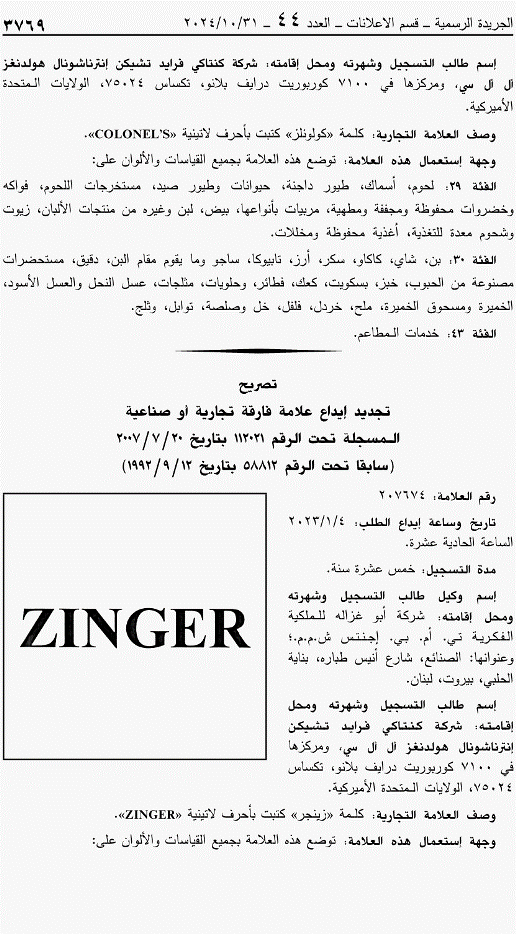 الجريدة الرسمية ـ قسم الاعلانات ـ العدد ٤٤ ـ ٢٠٢٤/١٠/٣١ ٣٧٦٩
إسم طالب التسجيل وشهرته ومحل إقامته: شركة كنتاكي فرايد تشيكن إنترناشونال هولدنغز
آل آل سي، ومركزها في ٧١٠٠ كوربوريت درايف بلانو، تكساس ٧٥٠٢٤، الولايات الـمتحدة
الأميركية.
وصف العلامة التجارية: كلـمة «كولونلز» كتبت بأحرف لاتينية «COLONEL'S».
وجهة إستعمال هذه العلامة: توضع هذه العلامة بجميع القياسات والألوان على:
الفئة ٢٩: لحوم، أسماك، طيور داجنة، حيوانات وطيور صيد، مستخرجات اللحوم، فواكه
وخضروات محفوظة ومجففة ومطهية، مربيات بأنواعها، بيض، لبن وغيره من منتجات الألبان، زيوت
وشحوم معدة للتغذية، أغذية محفوظة ومخللات.
الفئة ٣٠: بن، شاي، كاكاو، سكر، أرز، تابيوكا، ساجو وما يقوم مقام البن، دقيق، مستحضرات
مصنوعة من الحبوب، خبز، بسكويت، كعك، فطائر، وحلويات، مثلجات، عسل النحل والعسل الأسود،
الخميرة ومسحوق الخميرة، ملح، خردل، فلفل، خل وصلصة، توابل، وثلج.
الفئة ٤٣: خدمات الـمطاعم.
تصريح
تجديد إيداع علامة فارقة تجارية أو صناعية
الـمسجلة تحت الرقم ١١٢٠٢١ بتاريخ ٢٠٠٧/٧/٢٠
(سابقا تحت الرقم ٥٨٨١٢ بتاريخ ١٩٩٢/٩/١٢)
رقم العلامة: ٢٠٧٦٧٤
تاريخ وساعة إيداع الطلب: ٢٠٢٣/١/٤
الساعة الحادية عشرة.
مدة التسجيل: خمس عشرة سنة.
إسم وكيل طالب التسجيل وشهرته
ومحل إقامته: شركة أبو غزاله للـملكية
الفكرية تي. أم. بي. إجنتس ش.م.م.؛
وعنوانها: الصنائع، شارع أنيس طباره، بناية
الحلبي، بيروت، لبنان.
إسم طالب التسجيل وشهرته ومحل
إقامته: شركة كنتاكي فرايد تشيكن
إنترناشونال هولدنغز آل آل سي، ومركزها
في ٧١٠٠ كوربوريت درايف بلانو، تكساس
٧٥٠٢٤، الولايات الـمتحدة الأميركية.
ZINGER
وصف العلامة التجارية: كلـمة «زينجر» كتبت بأحرف لاتينية «ZINGER».
وجهة إستعمال هذه العلامة: توضع هذه العلامة بجميع القياسات والألوان على: